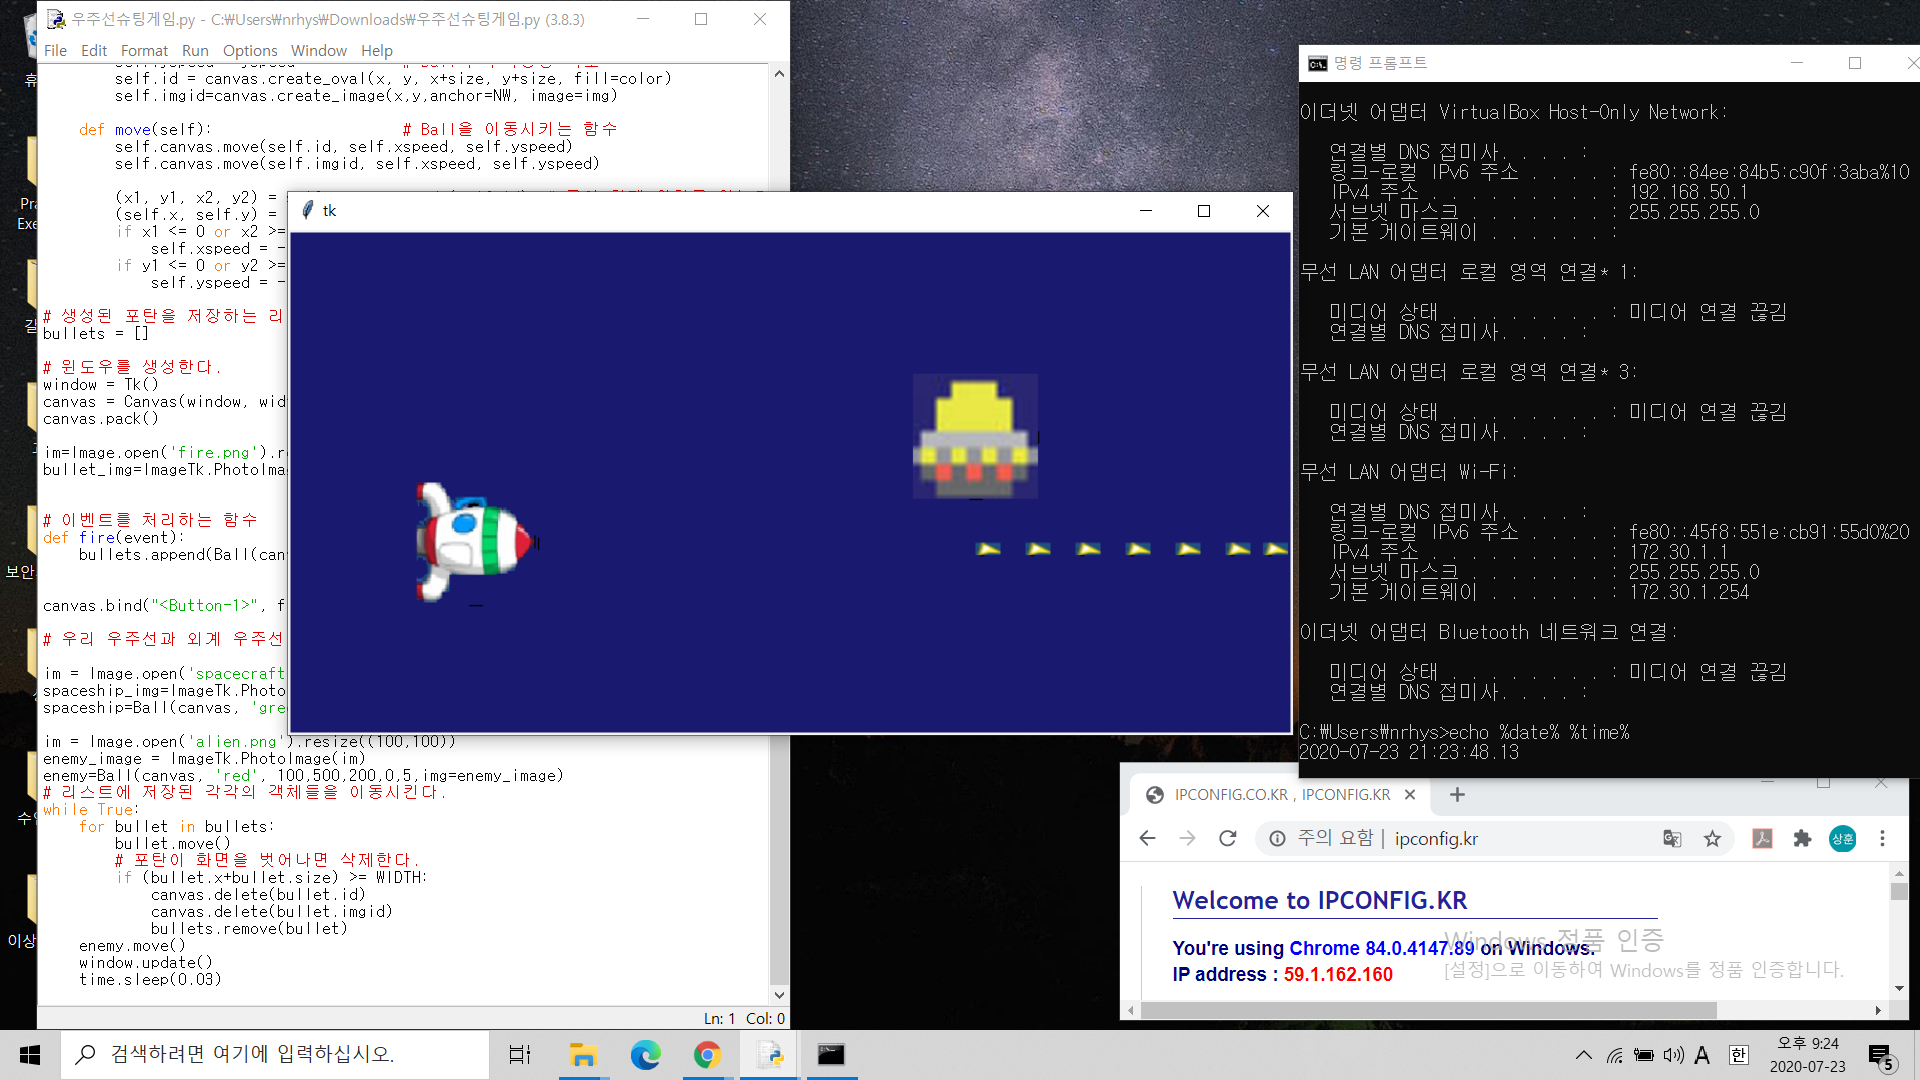 우주선슈팅게임.py - C:₩Users₩nrhys₩Downloads₩우주선슈팅게임.py (3.8.3)
File Edit Format Run Options Window Help
self.id = canvas.create_oval(x, y, x+size, y+size, fill=color)
self.imgid=canvas.create_image(x,y,anchor=NW, image=img)
def move(self): # Ball을 이동시키는 함수
self.canvas.move(self.id, self.xspeed, self.yspeed)
self.canvas.move(self.imgid, self.xspeed, self.yspeed)
(x1, y1, x2, y2) =
(self.x, self.y) =
if x1 <= 0 or x2 >=
self.xspeed = -
if y1 <= 0 or y2 >=
self.yspeed = -
# 생성된 포탄을 저장하는 리
bullets = []
# 윈도우를 생성한다.
window = Tk()
canvas = Canvas(window, wid
canvas.pack()
im=Image.open('fire.png').r
bullet_img=ImageTk.PhotoIma
# 이벤트를 처리하는 함수
def fire(event):
bullets.append(Ball(can
canvas.bind("<Button-1>", f
# 우리 우주선과 외계 우주선
im = Image.open('spacecraft
spaceship_img=ImageTk.Photo
spaceship=Ball(canvas, 'gre
im = Image.open('alien.png').resize((100,100))
enemy_image = ImageTk.PhotoImage(im)
enemy=Ball(canvas, 'red', 100,500,200,0,5,img=enemy_image)
# 리스트에 저장된 각각의 객체들을 이동시킨다.
while True:
for bullet in bullets:
bullet.move()
# 포탄이 화면을 벗어나면 삭제한다.
if (bullet.x+bullet.size) >= WIDTH:
canvas.delete(bullet.id)
canvas.delete(bullet.imgid)
bullets.remove(bullet)
enemy.move()
window.update()
time.sleep(0.03)
Ln: 1 Col: 0
tk
명령 프롬프트
이더넷 어댑터 VirtualBox Host-Only Network:
연결별 DNS 접미사. . . . :
링크-로컬 IPv6 주소 . . . . : fe80::84ee:84b5:c90f:3aba%10
IPv4 주소 . . . . . . . . . : 192.168.50.1
서브넷 마스크 . . . . . . . : 255.255.255.0
기본 게이트웨이 . . . . . . :
무선 LAN 어댑터 로컬 영역 연결* 1:
미디어 상태 . . . . . . . . : 미디어 연결 끊김
연결별 DNS 접미사. . . . :
무선 LAN 어댑터 로컬 영역 연결* 3:
미디어 상태 . . . . . . . . : 미디어 연결 끊김
연결별 DNS 접미사. . . . :
무선 LAN 어댑터 Wi-Fi:
연결별 DNS 접미사. . . . :
링크-로컬 IPv6 주소 . . . . : fe80::45f8:551e:cb91:55d0%20
IPv4 주소 . . . . . . . . . : 172.30.1.1
서브넷 마스크 . . . . . . . : 255.255.255.0
기본 게이트웨이 . . . . . . : 172.30.1.254
이더넷 어댑터 Bluetooth 네트워크 연결:
미디어 상태 . . . . . . . . : 미디어 연결 끊김
연결별 DNS 접미사. . . . :
C:₩Users₩nrhys>echo %date% %time%
2020-07-23 21:23:48.13
IPCONFIG.CO.KR , IPCONFIG.KR
주의 요함 | ipconfig.kr
상훈
Welcome to IPCONFIG.KR
You're using Chrome 84.0.4147.89 on Windows.
IP address : 59.1.162.160
Windows 정품 인증
[설정]으로 이동하여 Windows를 정품 인증합니다.
검색하려면 여기에 입력하십시오.
A 한
오후 9:24
2020-07-23
5